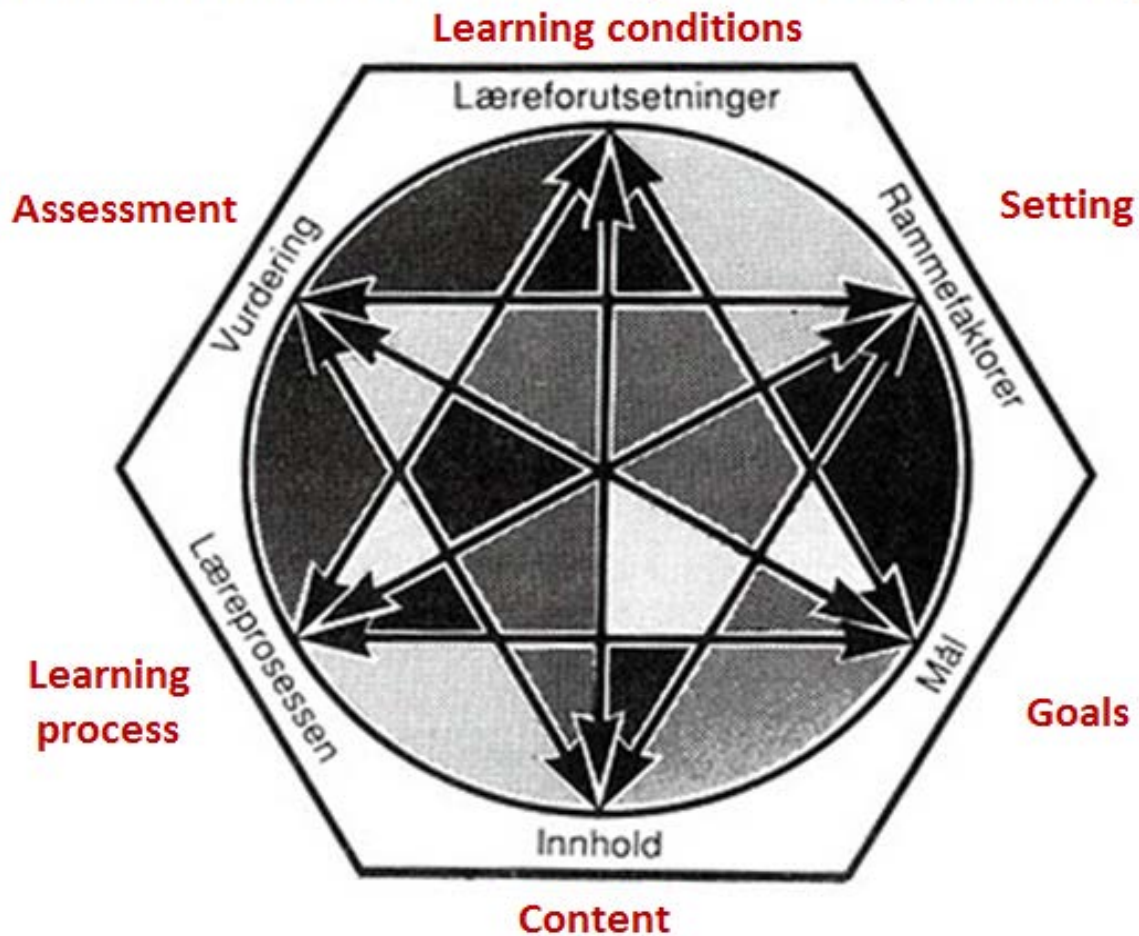 Learning conditions
Læreforutsetninger
Assessment
Vurdering
Rammefaktorer
Setting
Læreprosessen
Learning
process
Mål
Goals
Innhold
Content